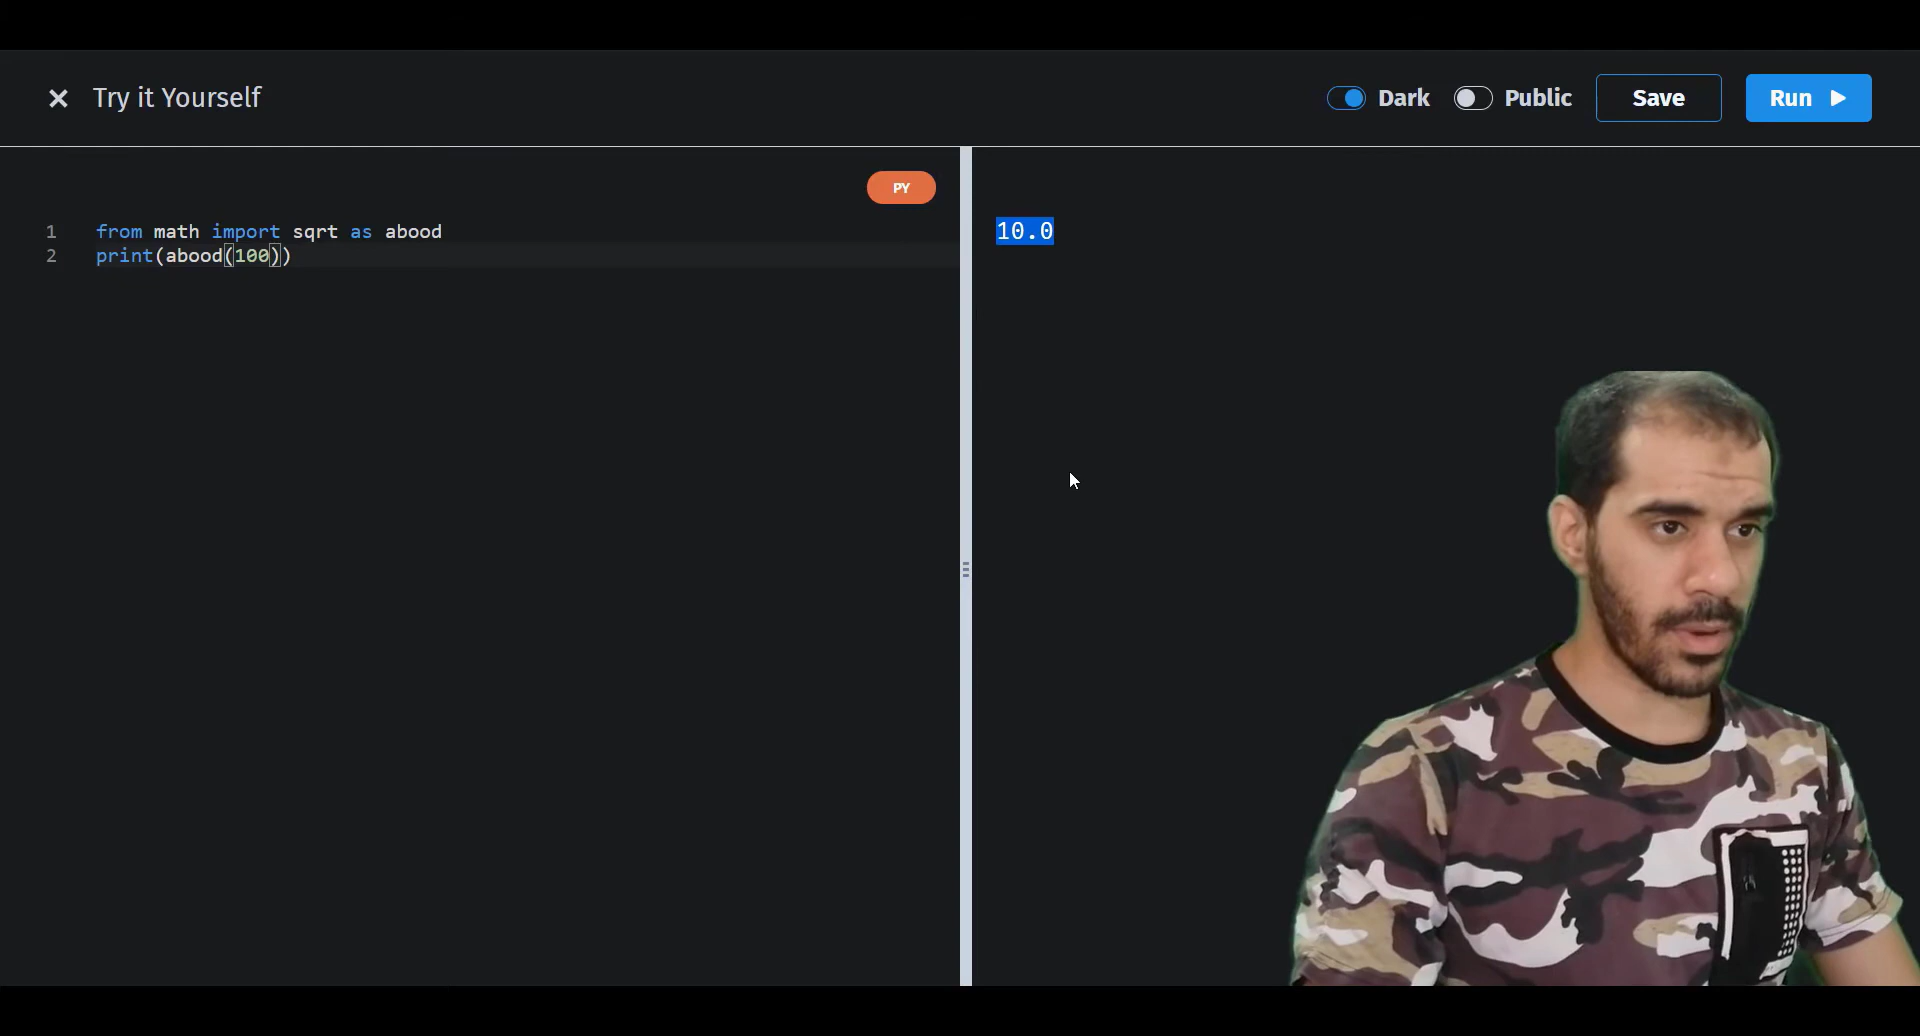 Try it Yourself
Dark
Public
Save
Run
PY
1 from math import sqrt as abood
2 print(abood(100))
10.0